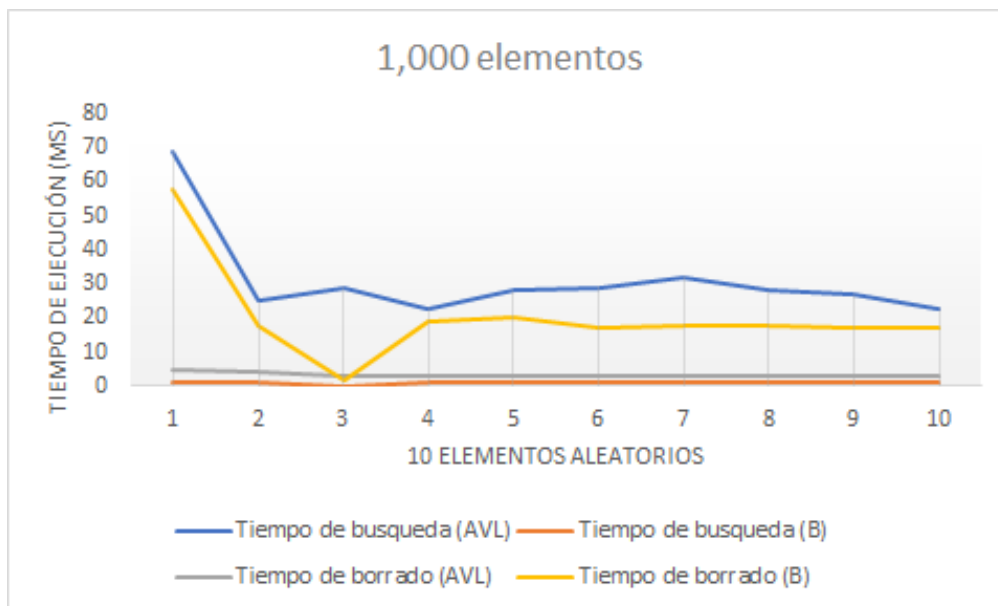 1,000 elementos
TIEMPO DE EJECUCIÓN (MS)
80
70
60
50
40
30
20
10
0
1 2 3 4 5 6 7 8 9 10
10 ELEMENTOS ALEATORIOS
Tiempo de busqueda (AVL) Tiempo de busqueda (B)
Tiempo de borrado (AVL) Tiempo de borrado (B)